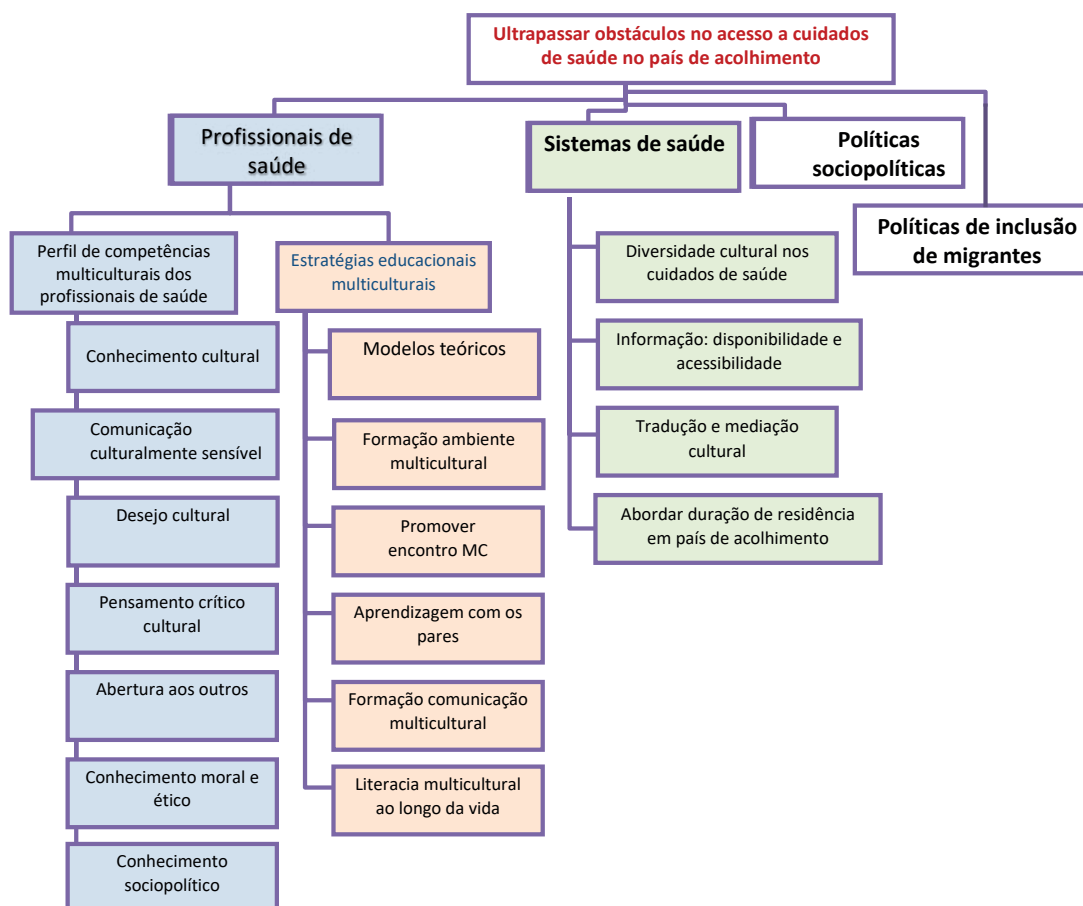 Ultrapassar obstáculos no acesso a cuidados
de saúde no país de acolhimento
Profissionais de
saúde
Sistemas de saúde
Políticas
sociopolíticas
Políticas de inclusão
de migrantes
Perfil de competências
multiculturais dos
profissionais de saúde
Conhecimento cultural
Comunicação
culturalmente sensível
Desejo cultural
Pensamento crítico
cultural
Abertura aos outros
Conhecimento moral e
ético
Conhecimento
sociopolítico
Estratégias educacionais
multiculturais
Modelos teóricos
Formação ambiente
multicultural
Promover
encontro MC
Aprendizagem com os
pares
Formação comunicação
multicultural
Literacia multicultural
ao longo da vida
Diversidade cultural nos
cuidados de saúde
Informação: disponibilidade e
acessibilidade
Tradução e mediação
cultural
Abordar duração de residência
em país de acolhimento